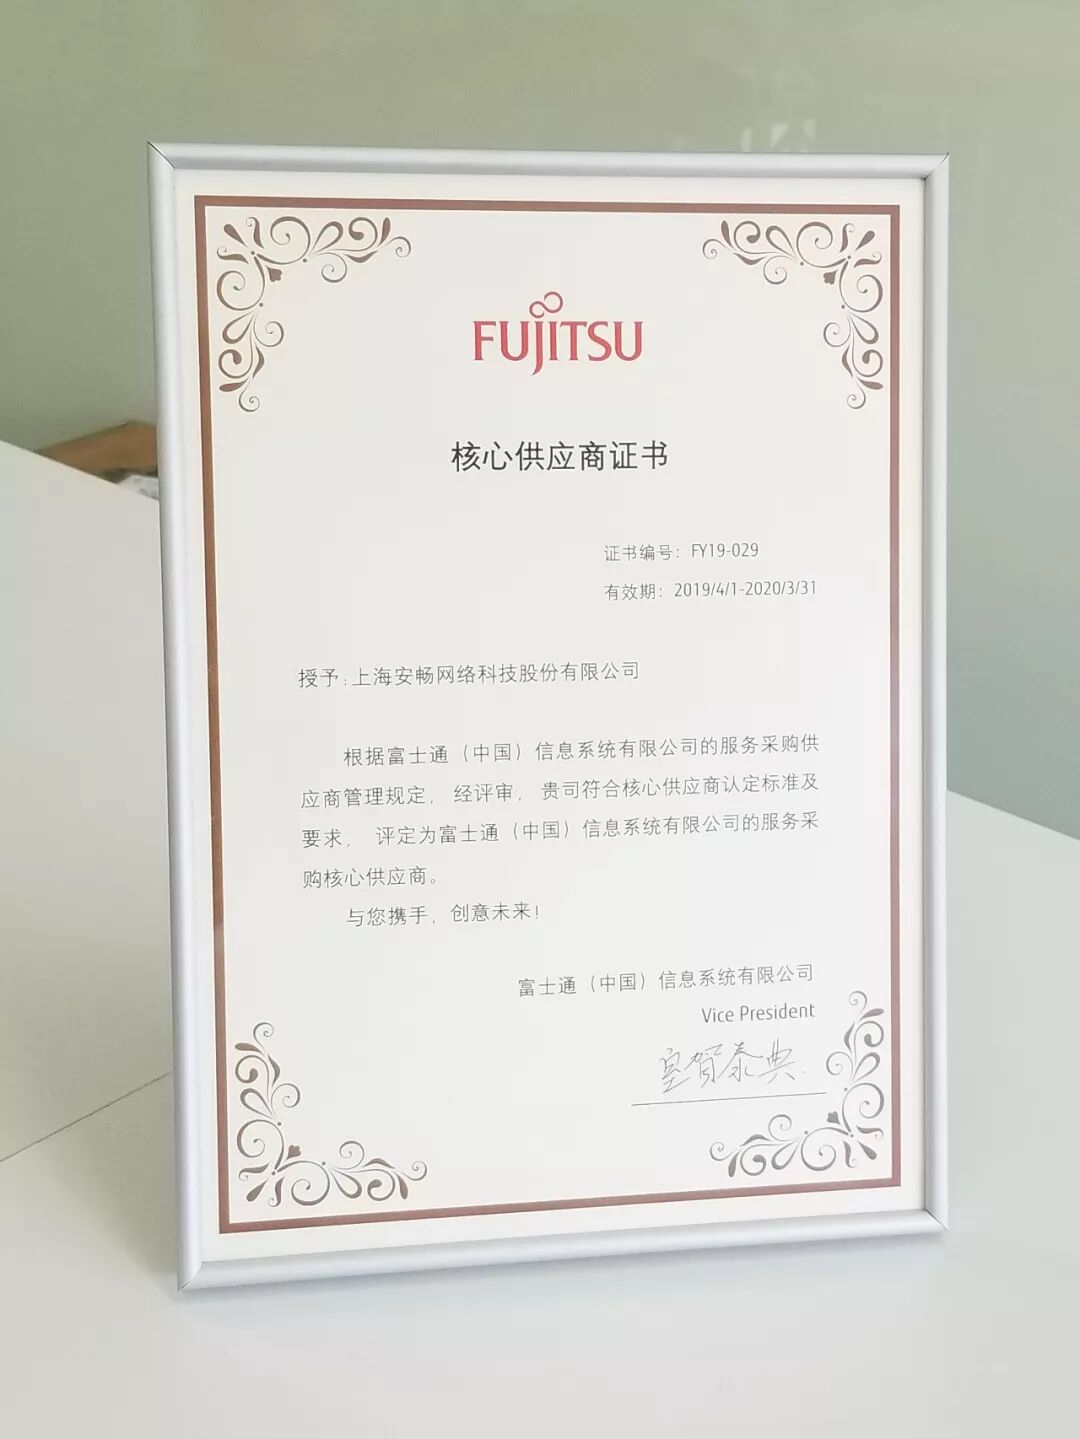 FUJITSU
核心供应商证书
证书编号：FY19-029
有效期：2019/4/1-2020/3/31
授予：上海安畅网络科技股份有限公司
根据富士通（中国）信息系统有限公司的服务采购供
应商管理规定，经评审，贵司符合核心供应商认定标准及
要求，评定为富士通（中国）信息系统有限公司的服务采
购核心供应商。
与您携手，创意未来！
富士通（中国）信息系统有限公司
Vice President
室賀泰典